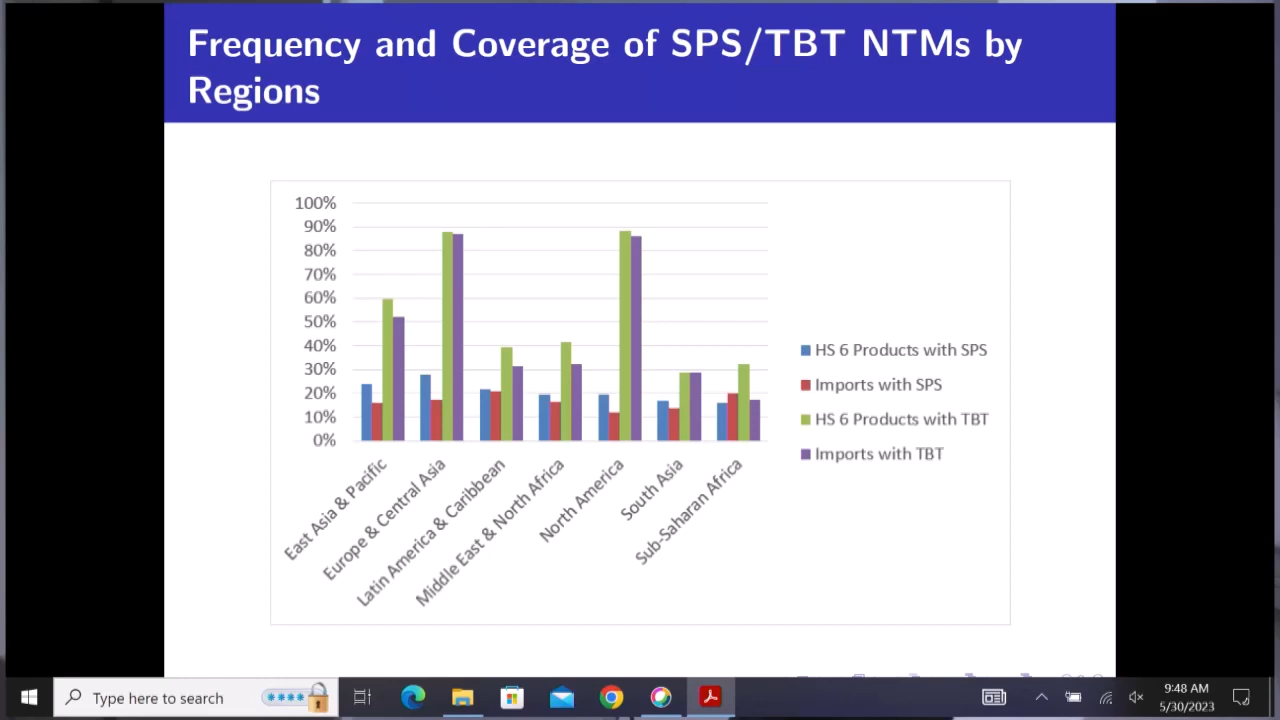 Frequency and Coverage of SPS/TBT NTMs by
Regions
100%
90%
80%
70%
60%
50%
40%
30%
20%
10%
0%
East Asia & Pacific
Europe & Central Asia
Latin America & Caribbean
Middle East & North Africa
North America
South Asia
Sub-Saharan Africa
HS 6 Products with SPS
Imports with SPS
HS 6 Products with TBT
Imports with TBT
Type here to search
9:48 AM
5/30/2023